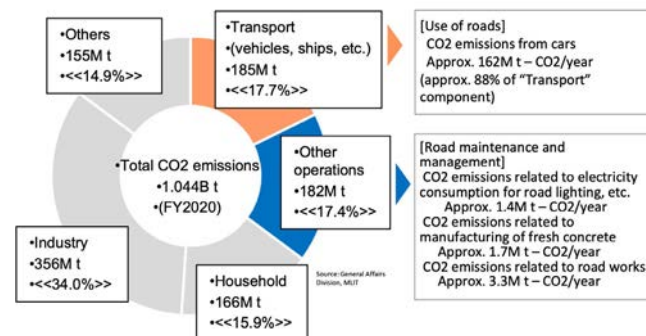 •Others
•155M t
•<<14.9%>>
•Transport
•(vehicles, ships, etc.)
•185M t
•<<17.7%>>
[Use of roads]
CO2 emissions from cars
Approx. 162M t – CO2/year
(approx. 88% of “Transport”
component)
•Total CO2 emissions
•1.044B t
•(FY2020)
•Other
operations
•182M t
•<<17.4%>>
[Road maintenance and
management]
CO2 emissions related to electricity
consumption for road lighting, etc.
Approx. 1.4M t – CO2/year
CO2 emissions related to
manufacturing of fresh concrete
Approx. 1.7M t – CO2/year
CO2 emissions related to road works
Approx. 3.3M t – CO2/year
•Industry
•356M t
•<<34.0%>>
•Household
•166M t
•<<15.9%>>
Source: General Affairs
Division, MLIT